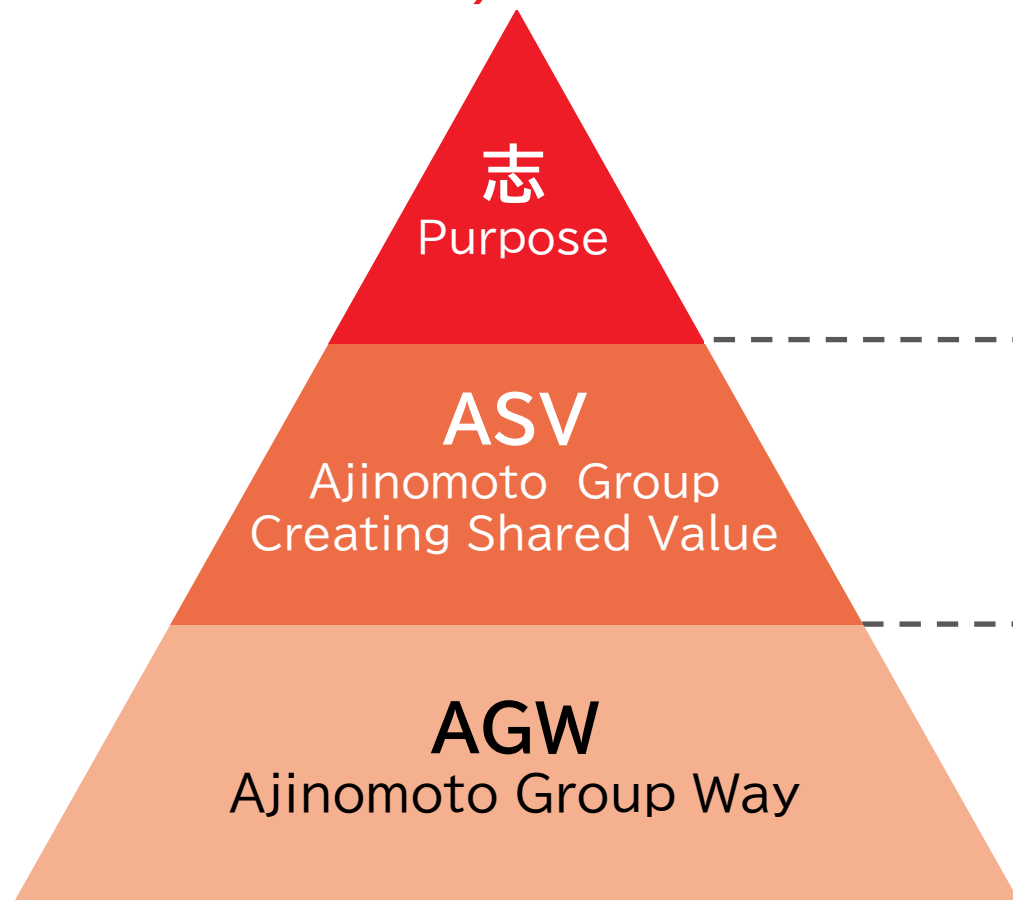 志
Purpose
ASV
Ajinomoto Group
Creating Shared Value
AGW
Ajinomoto Group Way